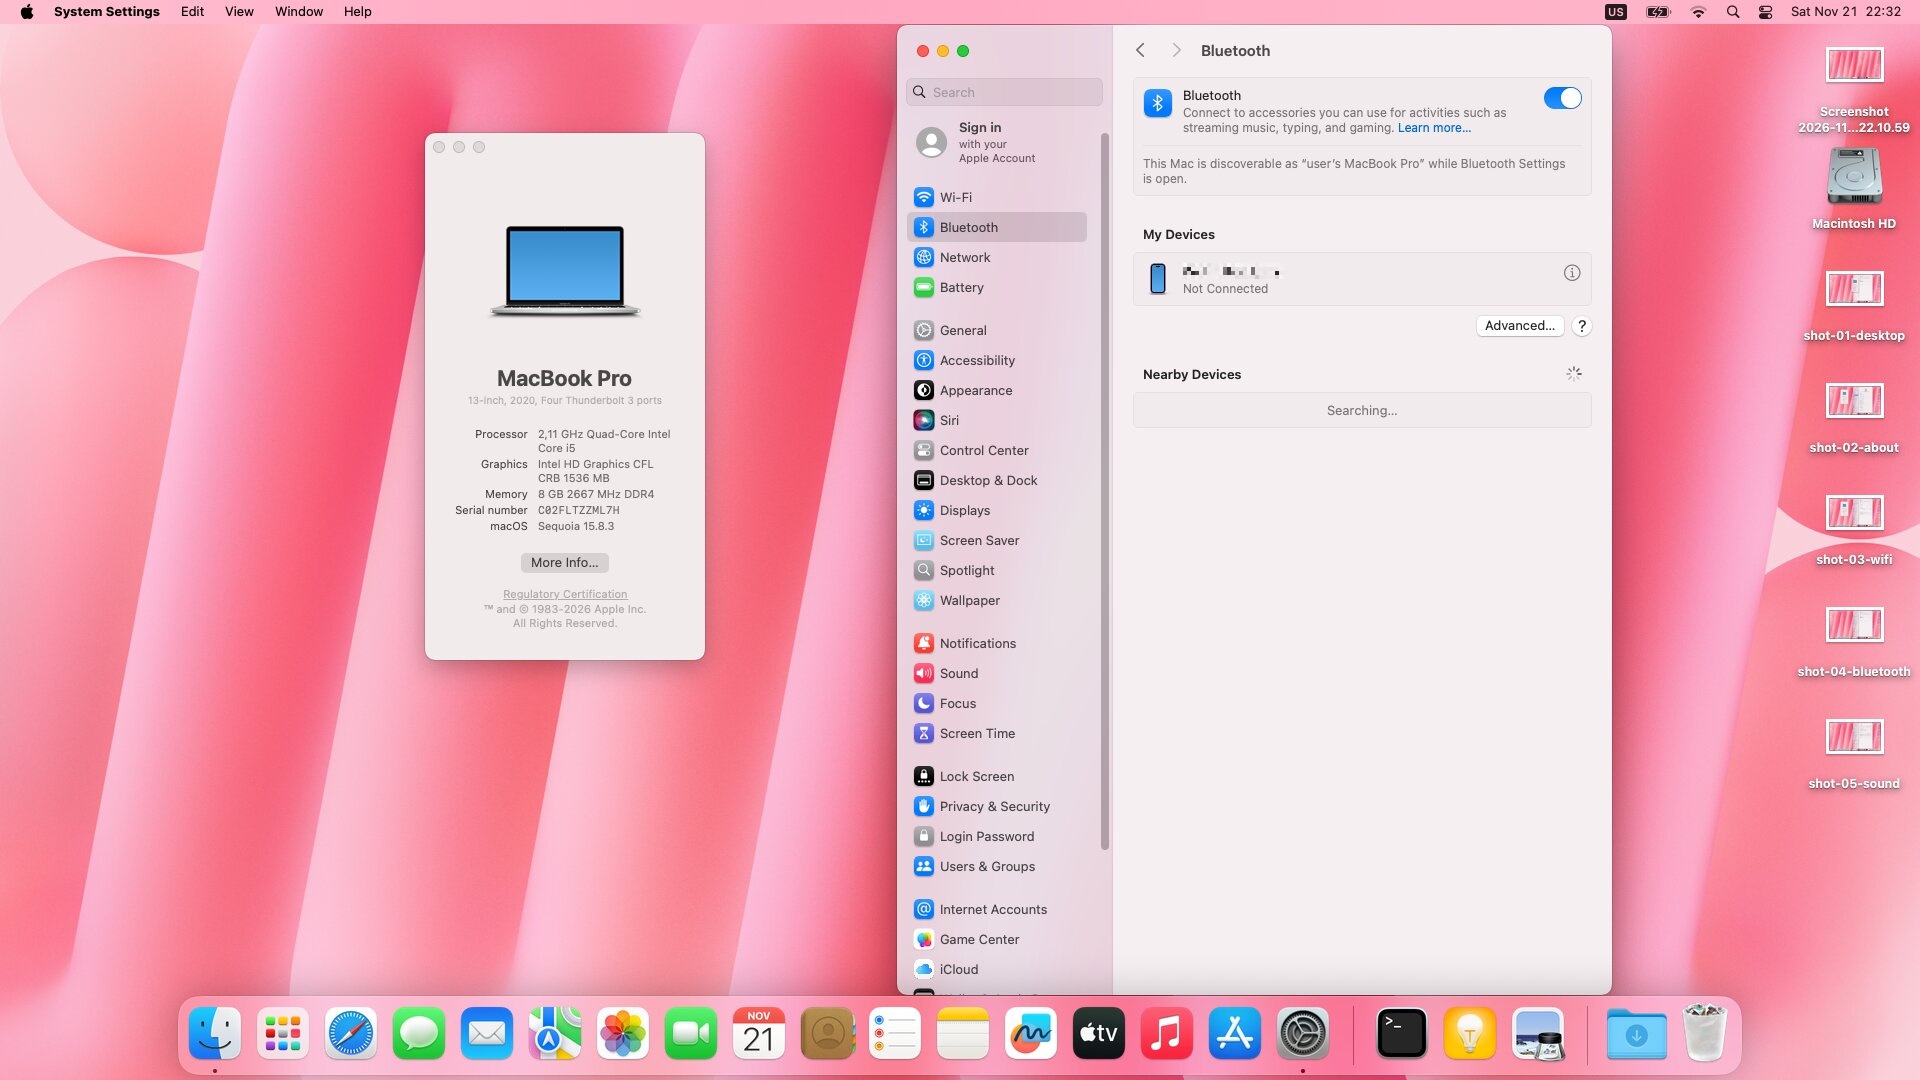 System Settings Edit View Window Help
US Sat Nov 21 22:32
MacBook Pro
13-inch, 2020, Four Thunderbolt 3 ports
Processor 2,11 GHz Quad-Core Intel
Core i5
Graphics Intel HD Graphics CFL
CRB 1536 MB
Memory 8 GB 2667 MHz DDR4
Serial number C02FLTZZML7H
macOS Sequoia 15.8.3
More Info...
Regulatory Certification
™ and © 1983-2026 Apple Inc.
All Rights Reserved.
Search
Sign in
with your
Apple Account
Wi-Fi
Bluetooth
Network
Battery
General
Accessibility
Appearance
Siri
Control Center
Desktop & Dock
Displays
Screen Saver
Spotlight
Wallpaper
Notifications
Sound
Focus
Screen Time
Lock Screen
Privacy & Security
Login Password
Users & Groups
Internet Accounts
Game Center
iCloud
Bluetooth
Bluetooth
Connect to accessories you can use for activities such as
streaming music, typing, and gaming. Learn more...
This Mac is discoverable as “user’s MacBook Pro” while Bluetooth Settings
is open.
My Devices
Not Connected
Advanced... ?
Nearby Devices
Searching...
Screenshot
2026-11...22.10.59
Macintosh HD
shot-01-desktop
shot-02-about
shot-03-wifi
shot-04-bluetooth
shot-05-sound
NOV
21
tv
>_